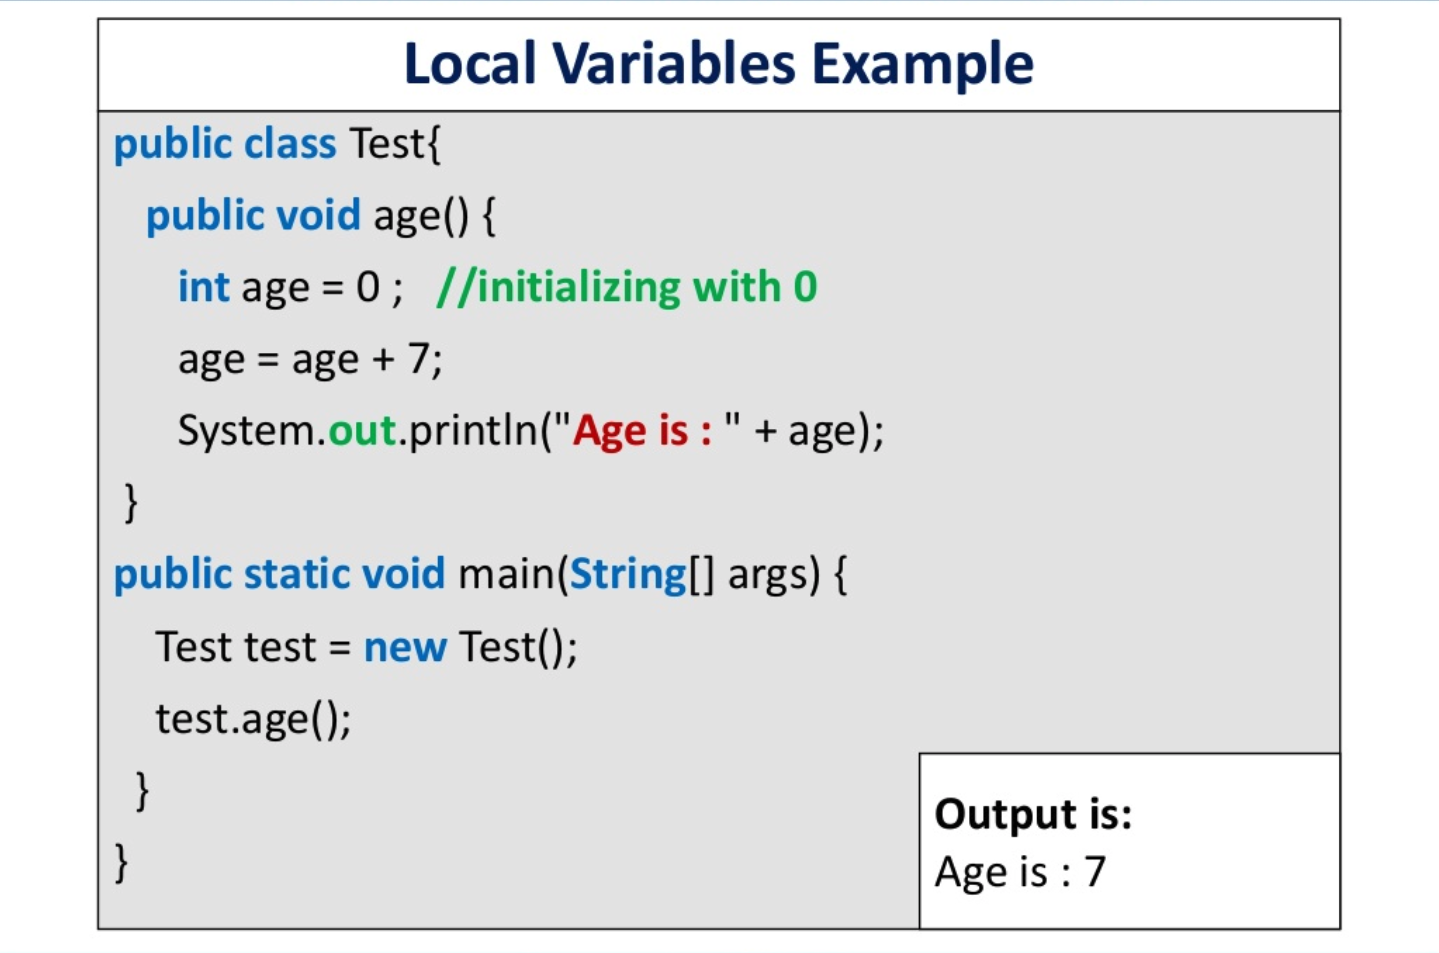 Local Variables Example
public class Test{
public void age() {
int age = 0 ; //initializing with 0
age = age + 7;
System.out.println("Age is : " + age);
}
public static void main(String[] args) {
Test test = new Test();
test.age();
}
}
Output is:
Age is : 7